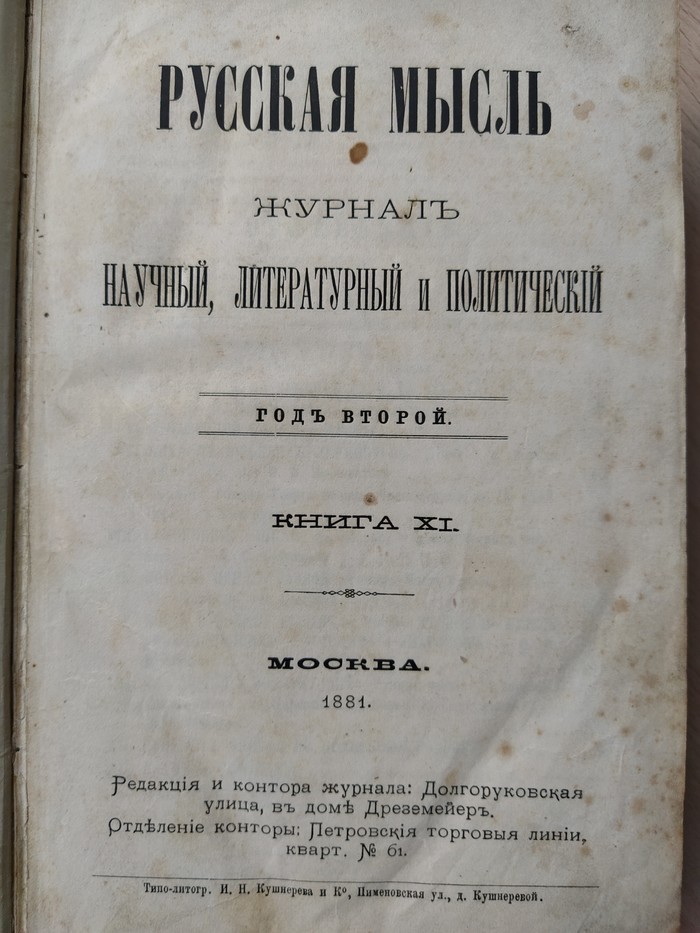 РУССКАЯ МЫСЛЬ
ЖУРНАЛЪ
НАУЧНЫЙ, ЛИТЕРАТУРНЫЙ и ПОЛИТИЧЕСКІЙ
ГОДЪ ВТОРОЙ.
КНИГА XI.
МОСКВА.
1881.
Редакція и контора журнала: Долгоруковская
улица, въ домѣ Дреземейеръ.
Отдѣленіе конторы: Петровскія торговыя линіи,
кварт. № 61.
Типо-литогр. И. Н. Кушнерева и Кº, Пименовская ул., д. Кушнеревой.